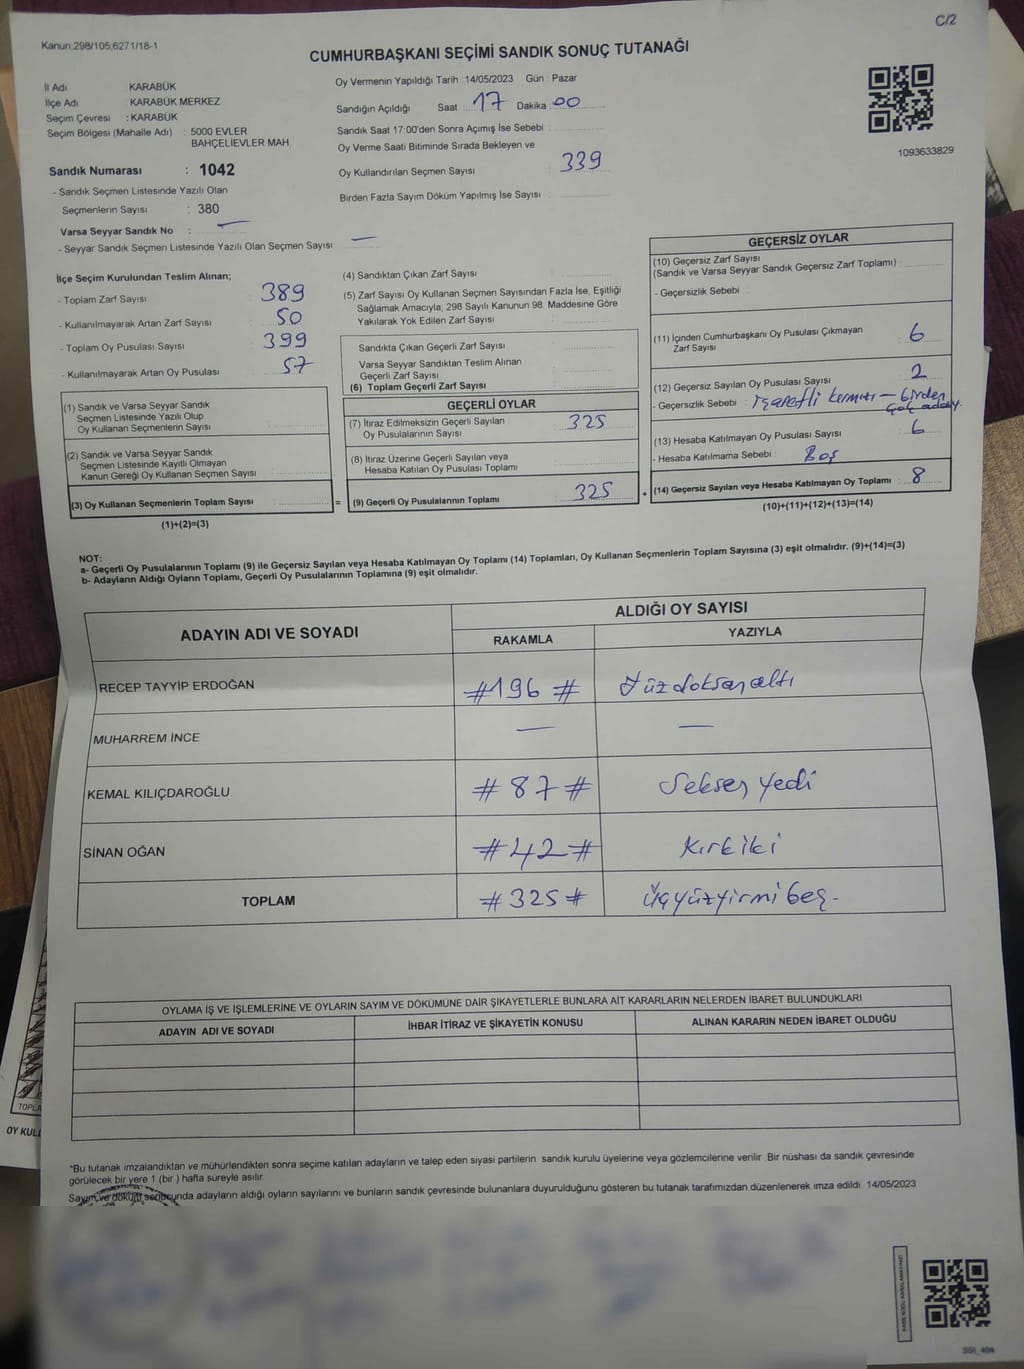 C/2
Kanun;298/105,6271/18-1
CUMHURBAŞKANI SEÇİMİ SANDIK SONUÇ TUTANAĞI
İl Adı KARABÜK
İlçe Adı KARABÜK MERKEZ
Seçim Çevresi : KARABÜK
Seçim Bölgesi (Mahalle Adı) : 5000 EVLER
BAHÇELİEVLER MAH.
Sandık Numarası : 1042
- Sandık Seçmen Listesinde Yazılı Olan
Seçmenlerin Sayısı : 380
Varsa Seyyar Sandık No : —
- Seyyar Sandık Seçmen Listesinde Yazılı Olan Seçmen Sayısı: —
Oy Vermenin Yapıldığı Tarih :14/05/2023 Gün : Pazar
Sandığın Açıldığı Saat : 17 Dakika : 00
Sandık Saat 17:00'den Sonra Açımış İse Sebebi :
Oy Verme Saati Bitiminde Sırada Bekleyen ve
Oy Kullandırılan Seçmen Sayısı : 339
Birden Fazla Sayım Döküm Yapılmış İse Sayısı :
1093633829
İlçe Seçim Kurulundan Teslim Alınan;
- Toplam Zarf Sayısı : 389
- Kullanılmayarak Artan Zarf Sayısı : 50
- Toplam Oy Pusulası Sayısı : 399
- Kullanılmayarak Artan Oy Pusulası : 57
(1) Sandık ve Varsa Seyyar Sandık
Seçmen Listesinde Yazılı Olup
Oy Kullanan Seçmenlerin Sayısı :
(2) Sandık ve Varsa Seyyar Sandık
Seçmen Listesinde Kayıtlı Olmayan
Kanun Gereği Oy Kullanan Seçmen Sayısı :
(3) Oy Kullanan Seçmenlerin Toplam Sayısı :
(1)+(2)=(3)
(4) Sandıktan Çıkan Zarf Sayısı :
(5) Zarf Sayısı Oy Kullanan Seçmen Sayısından Fazla İse, Eşitliği
Sağlamak Amacıyla; 298 Sayılı Kanunun 98. Maddesine Göre
Yakılarak Yok Edilen Zarf Sayısı :
Sandıkta Çıkan Geçerli Zarf Sayısı :
Varsa Seyyar Sandıktan Teslim Alınan
Geçerli Zarf Sayısı :
(6) Toplam Geçerli Zarf Sayısı :
GEÇERLİ OYLAR
(7) İtiraz Edilmeksizin Geçerli Sayılan
Oy Pusulalarının Sayısı : 325
(8) İtiraz Üzerine Geçerli Sayılan veya
Hesaba Katılan Oy Pusulası Toplamı :
=
(9) Geçerli Oy Pusulalarının Toplamı : 325
+
GEÇERSİZ OYLAR
(10) Geçersiz Zarf Sayısı
(Sandık ve Varsa Seyyar Sandık Geçersiz Zarf Toplamı) :
- Geçersizlik Sebebi :
(11) İçinden Cumhurbaşkanı Oy Pusulası Çıkmayan
Zarf Sayısı : 6
(12) Geçersiz Sayılan Oy Pusulası Sayısı : 2
- Geçersizlik Sebebi : işaretli kırmızı — birden
çok aday.
(13) Hesaba Katılmayan Oy Pusulası Sayısı : 6
- Hesaba Katılmama Sebebi : Boş
(14) Geçersiz Sayılan veya Hesaba Katılmayan Oy Toplamı : 8
(10)+(11)+(12)+(13)=(14)
NOT:
a- Geçerli Oy Pusulalarının Toplamı (9) ile Geçersiz Sayılan veya Hesaba Katılmayan Oy Toplamı (14) Toplamları, Oy Kullanan Seçmenlerin Toplam Sayısına (3) eşit olmalıdır. (9)+(14)=(3)
b- Adayların Aldığı Oyların Toplamı, Geçerli Oy Pusulalarının Toplamına (9) eşit olmalıdır.
ADAYIN ADI VE SOYADI
ALDIĞI OY SAYISI
RAKAMLA YAZIYLA
RECEP TAYYİP ERDOĞAN #196# Yüzdoksanaltı
MUHARREM İNCE — —
KEMAL KILIÇDAROĞLU #87# Seksen yedi
SİNAN OĞAN #42# Kırkiki
TOPLAM #325# Üçyüzyirmi beş-
OYLAMA İŞ VE İŞLEMLERİNE VE OYLARIN SAYIM VE DÖKÜMÜNE DAİR ŞİKAYETLERLE BUNLARA AİT KARARLARIN NELERDEN İBARET BULUNDUKLARI
ADAYIN ADI VE SOYADI İHBAR İTİRAZ VE ŞİKAYETİN KONUSU ALINAN KARARIN NEDEN İBARET OLDUĞU
TOPLA
OY KULL
*Bu tutanak imzalandıktan ve mühürlendikten sonra seçime katılan adayların ve talep eden siyasi partilerin sandık kurulu üyelerine veya gözlemcilerine verilir. Bir nüshası da sandık çevresinde
görülecek bir yere 1 (bir ) hafta süreyle asılır.
Sayım ve döküm sonucunda adayların aldığı oyların sayılarını ve bunların sandık çevresinde bulunanlara duyurulduğunu gösteren bu tutanak tarafımızdan düzenlenerek imza edildi. 14/05/2023